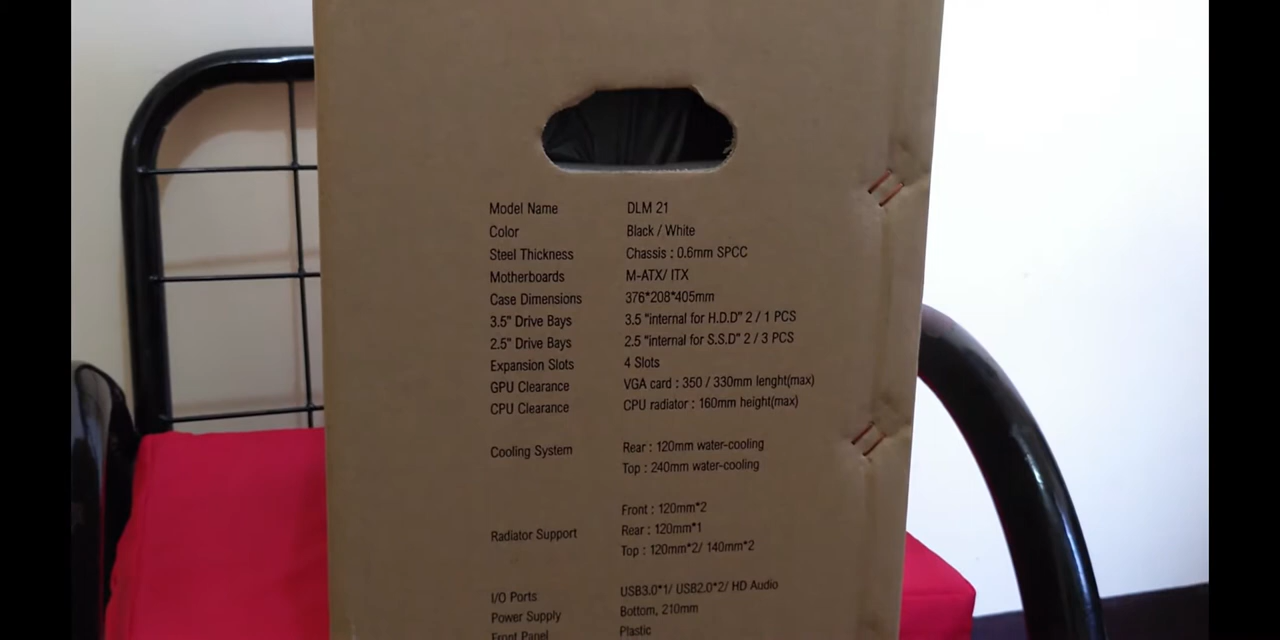 Model Name DLM 21
Color Black / White
Steel Thickness Chassis : 0.6mm SPCC
Motherboards M-ATX/ ITX
Case Dimensions 376*208*405mm
3.5" Drive Bays 3.5 "internal for H.D.D" 2 / 1 PCS
2.5" Drive Bays 2.5 "internal for S.S.D" 2 / 3 PCS
Expansion Slots 4 Slots
GPU Clearance VGA card : 350 / 330mm lenght(max)
CPU Clearance CPU radiator : 160mm height(max)
Cooling System Rear : 120mm water-cooling
Top : 240mm water-cooling
Front : 120mm*2
Radiator Support Rear : 120mm*1
Top : 120mm*2/ 140mm*2
I/O Ports USB3.0*1/ USB2.0*2/ HD Audio
Power Supply Bottom, 210mm
Front Panel Plastic